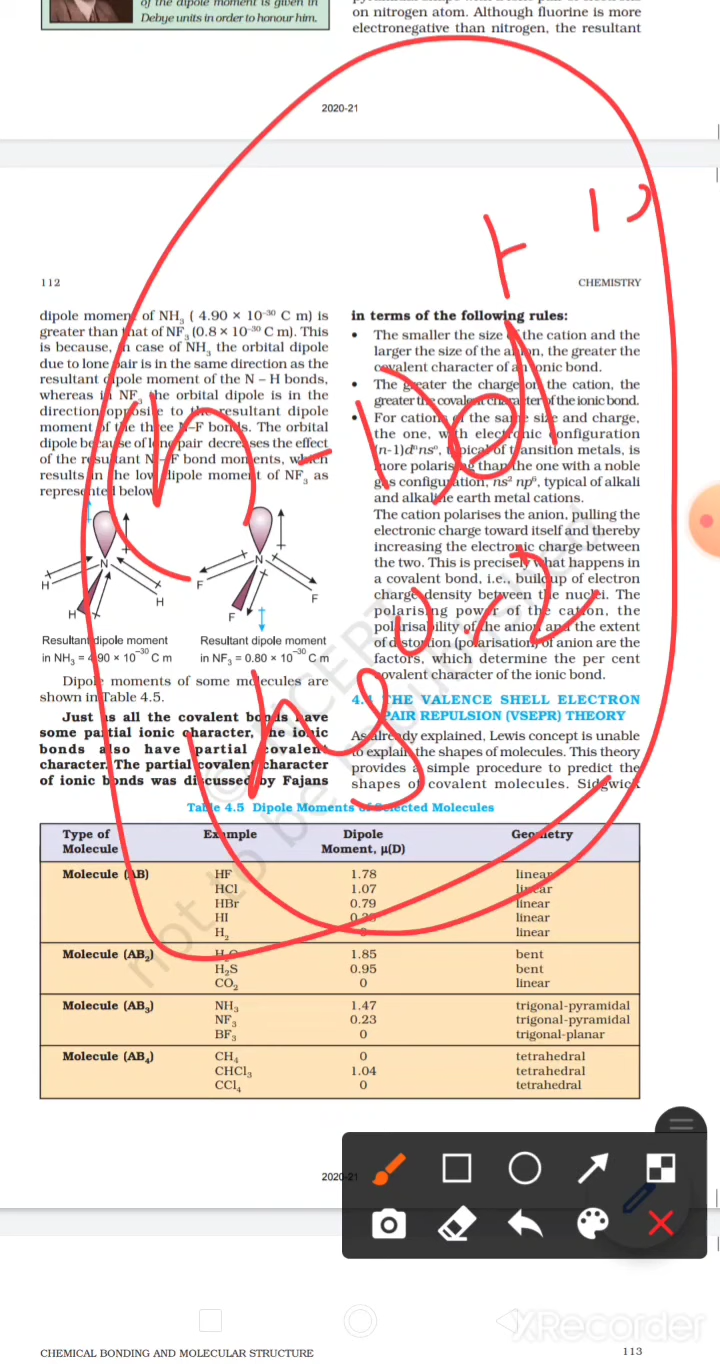 of the dipole moment is given in
Debye units in order to honour him.
on nitrogen atom. Although fluorine is more
electronegative than nitrogen, the resultant
2020-21
112
CHEMISTRY
dipole moment of NH₃ ( 4.90 × 10⁻³⁰ C m) is
greater than that of NF₃ (0.8 × 10⁻³⁰ C m). This
is because, in case of NH₃ the orbital dipole
due to lone pair is in the same direction as the
resultant dipole moment of the N – H bonds,
whereas in NF₃ the orbital dipole is in the
direction opposite to the resultant dipole
moment of the three N–F bonds. The orbital
dipole because of lone pair decreases the effect
of the resultant N – F bond moments, which
results in the low dipole moment of NF₃ as
represented below
N
H
H
H
N
F
F
F
Resultant dipole moment
in NH₃ = 4.90 × 10⁻³⁰ C m
Resultant dipole moment
in NF₃ = 0.80 × 10⁻³⁰ C m
Dipole moments of some molecules are
shown in Table 4.5.
Just as all the covalent bonds have
some partial ionic character, the ionic
bonds also have partial covalent
character. The partial covalent character
of ionic bonds was discussed by Fajans
in terms of the following rules:
• The smaller the size of the cation and the
larger the size of the anion, the greater the
covalent character of an ionic bond.
• The greater the charge on the cation, the
greater the covalent character of the ionic bond.
• For cations of the same size and charge,
the one, with electronic configuration
(n-1)dⁿnsᵒ, typical of transition metals, is
more polarising than the one with a noble
gas configuration, ns² np⁶, typical of alkali
and alkaline earth metal cations.
The cation polarises the anion, pulling the
electronic charge toward itself and thereby
increasing the electronic charge between
the two. This is precisely what happens in
a covalent bond, i.e., buildup of electron
charge density between the nuclei. The
polarising power of the cation, the
polarisability of the anion and the extent
of distortion (polarisation) of anion are the
factors, which determine the per cent
covalent character of the ionic bond.
4.4 THE VALENCE SHELL ELECTRON
PAIR REPULSION (VSEPR) THEORY
As already explained, Lewis concept is unable
to explain the shapes of molecules. This theory
provides a simple procedure to predict the
shapes of covalent molecules. Sidgwick
Table 4.5 Dipole Moments of Selected Molecules
Type of Molecule Example Dipole Moment, µ(D) Geometry
Molecule (AB) HF 1.78 linear
HCl 1.07 linear
HBr 0.79 linear
HI 0.38 linear
H₂ 0 linear
Molecule (AB₂) H₂O 1.85 bent
H₂S 0.95 bent
CO₂ 0 linear
Molecule (AB₃) NH₃ 1.47 trigonal-pyramidal
NF₃ 0.23 trigonal-pyramidal
BF₃ 0 trigonal-planar
Molecule (AB₄) CH₄ 0 tetrahedral
CHCl₃ 1.04 tetrahedral
CCl₄ 0 tetrahedral
© NCERT
not to be republished
2020-21
XRecorder
CHEMICAL BONDING AND MOLECULAR STRUCTURE
113